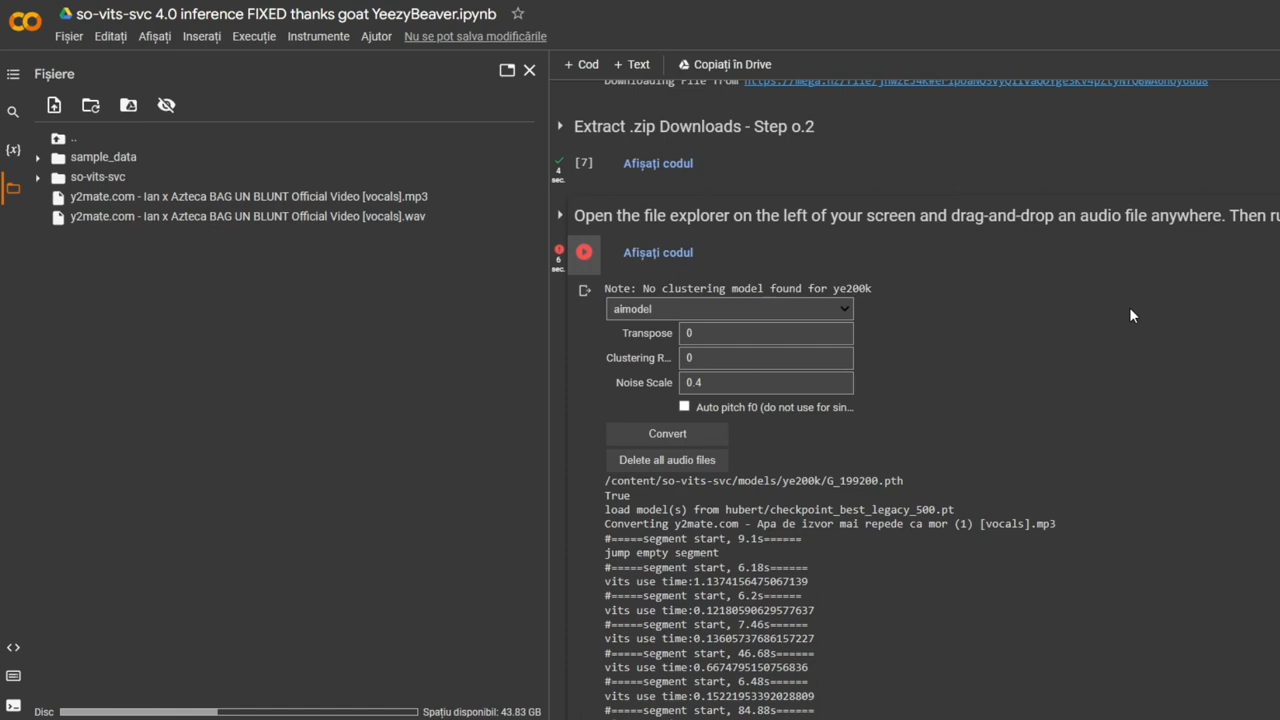 so-vits-svc 4.0 inference FIXED thanks goat YeezyBeaver.ipynb
Fișier Editați Afișați Inserați Execuție Instrumente Ajutor Nu se pot salva modificările
Fișiere
+ Cod + Text Copiați în Drive
..
sample_data
so-vits-svc
y2mate.com - Ian x Azteca BAG UN BLUNT Official Video [vocals].mp3
y2mate.com - Ian x Azteca BAG UN BLUNT Official Video [vocals].wav
{x}
Disc Spațiu disponibil: 43.83 GB
Downloading File from
Extract .zip Downloads - Step o.2
[7] Afișați codul
4
sec.
Open the file explorer on the left of your screen and drag-and-drop an audio file anywhere. Then ru
Afișați codul
6
sec.
Note: No clustering model found for ye200k
aimodel
Transpose 0
Clustering R... 0
Noise Scale 0.4
Auto pitch f0 (do not use for sin...
Convert
Delete all audio files
/content/so-vits-svc/models/ye200k/G_199200.pth
True
load model(s) from hubert/checkpoint_best_legacy_500.pt
Converting y2mate.com - Apa de izvor mai repede ca mor (1) [vocals].mp3
#=====segment start, 9.1s======
jump empty segment
#=====segment start, 6.18s======
vits use time:1.1374156475067139
#=====segment start, 6.2s======
vits use time:0.12180590629577637
#=====segment start, 7.46s======
vits use time:0.13605737686157227
#=====segment start, 46.68s======
vits use time:0.6674795150756836
#=====segment start, 6.48s======
vits use time:0.15221953392028809
#=====segment start, 84.88s======